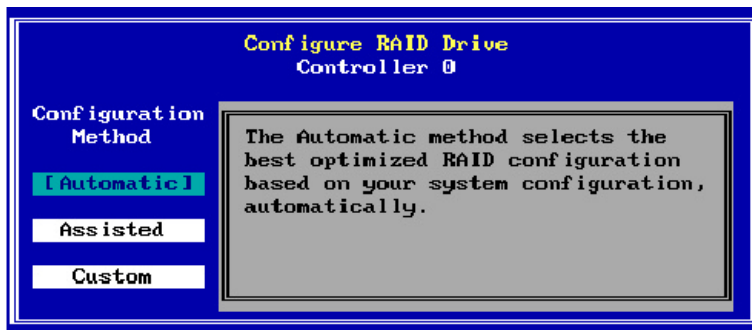 Configure RAID Drive
Controller 0
Configuration
Method
[Automatic]
Assisted
Custom
The Automatic method selects the
best optimized RAID configuration
based on your system configuration,
automatically.